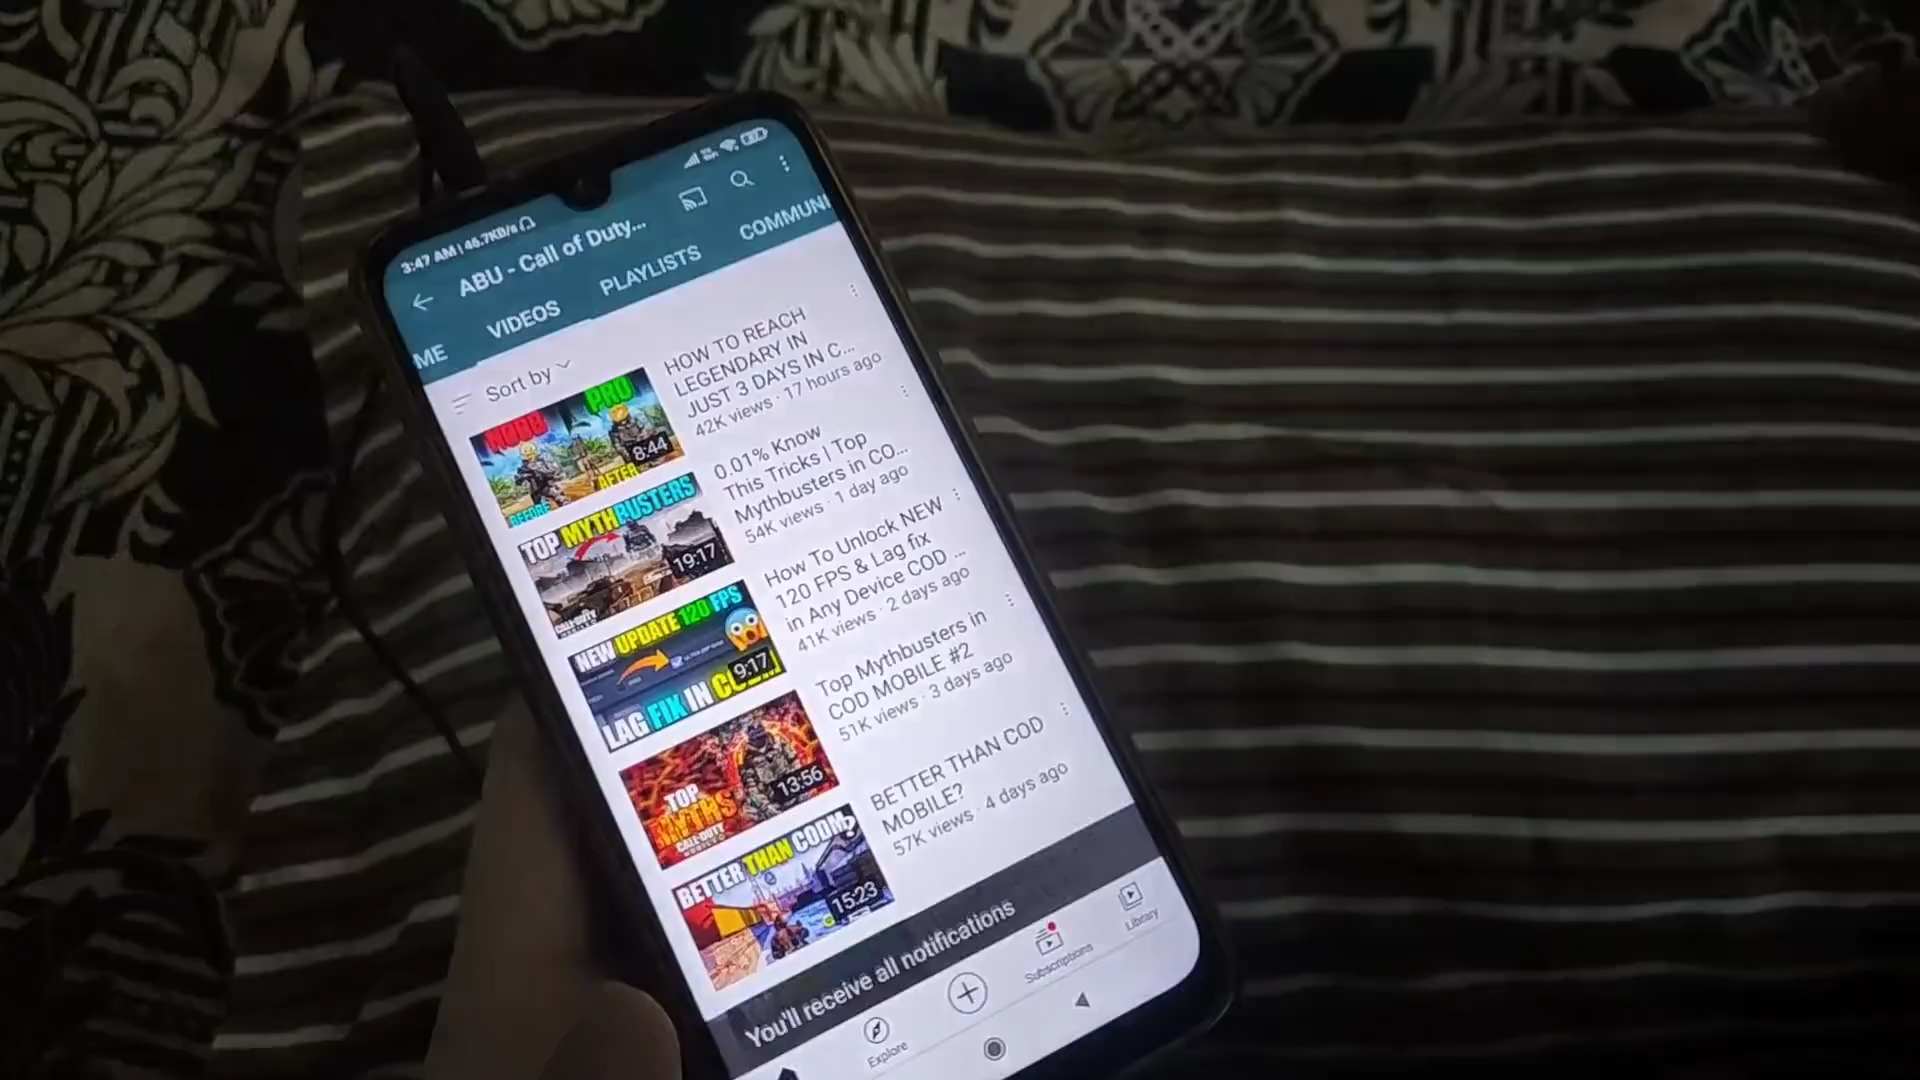 3:47 AM | 46.7KB/s
ABU - Call of Duty...
ME VIDEOS PLAYLISTS COMMUNI
Sort by
NOOB PRO
BEFORE AFTER
8:44
HOW TO REACH
LEGENDARY IN
JUST 3 DAYS IN C...
42K views · 17 hours ago
TOP MYTHBUSTERS
CALL OF DUTY
19:17
0.01% Know
This Tricks | Top
Mythbusters in CO...
54K views · 1 day ago
NEW UPDATE 120 FPS
LAG FIX IN
9:17
How To Unlock NEW
120 FPS & Lag fix
in Any Device COD ...
41K views · 2 days ago
TOP
MYTHS
CALL OF DUTY
13:56
Top Mythbusters in
COD MOBILE #2
51K views · 3 days ago
BETTER THAN CODM?
15:23
BETTER THAN COD
MOBILE?
57K views · 4 days ago
You'll receive all notifications
Explore
Subscriptions
Library